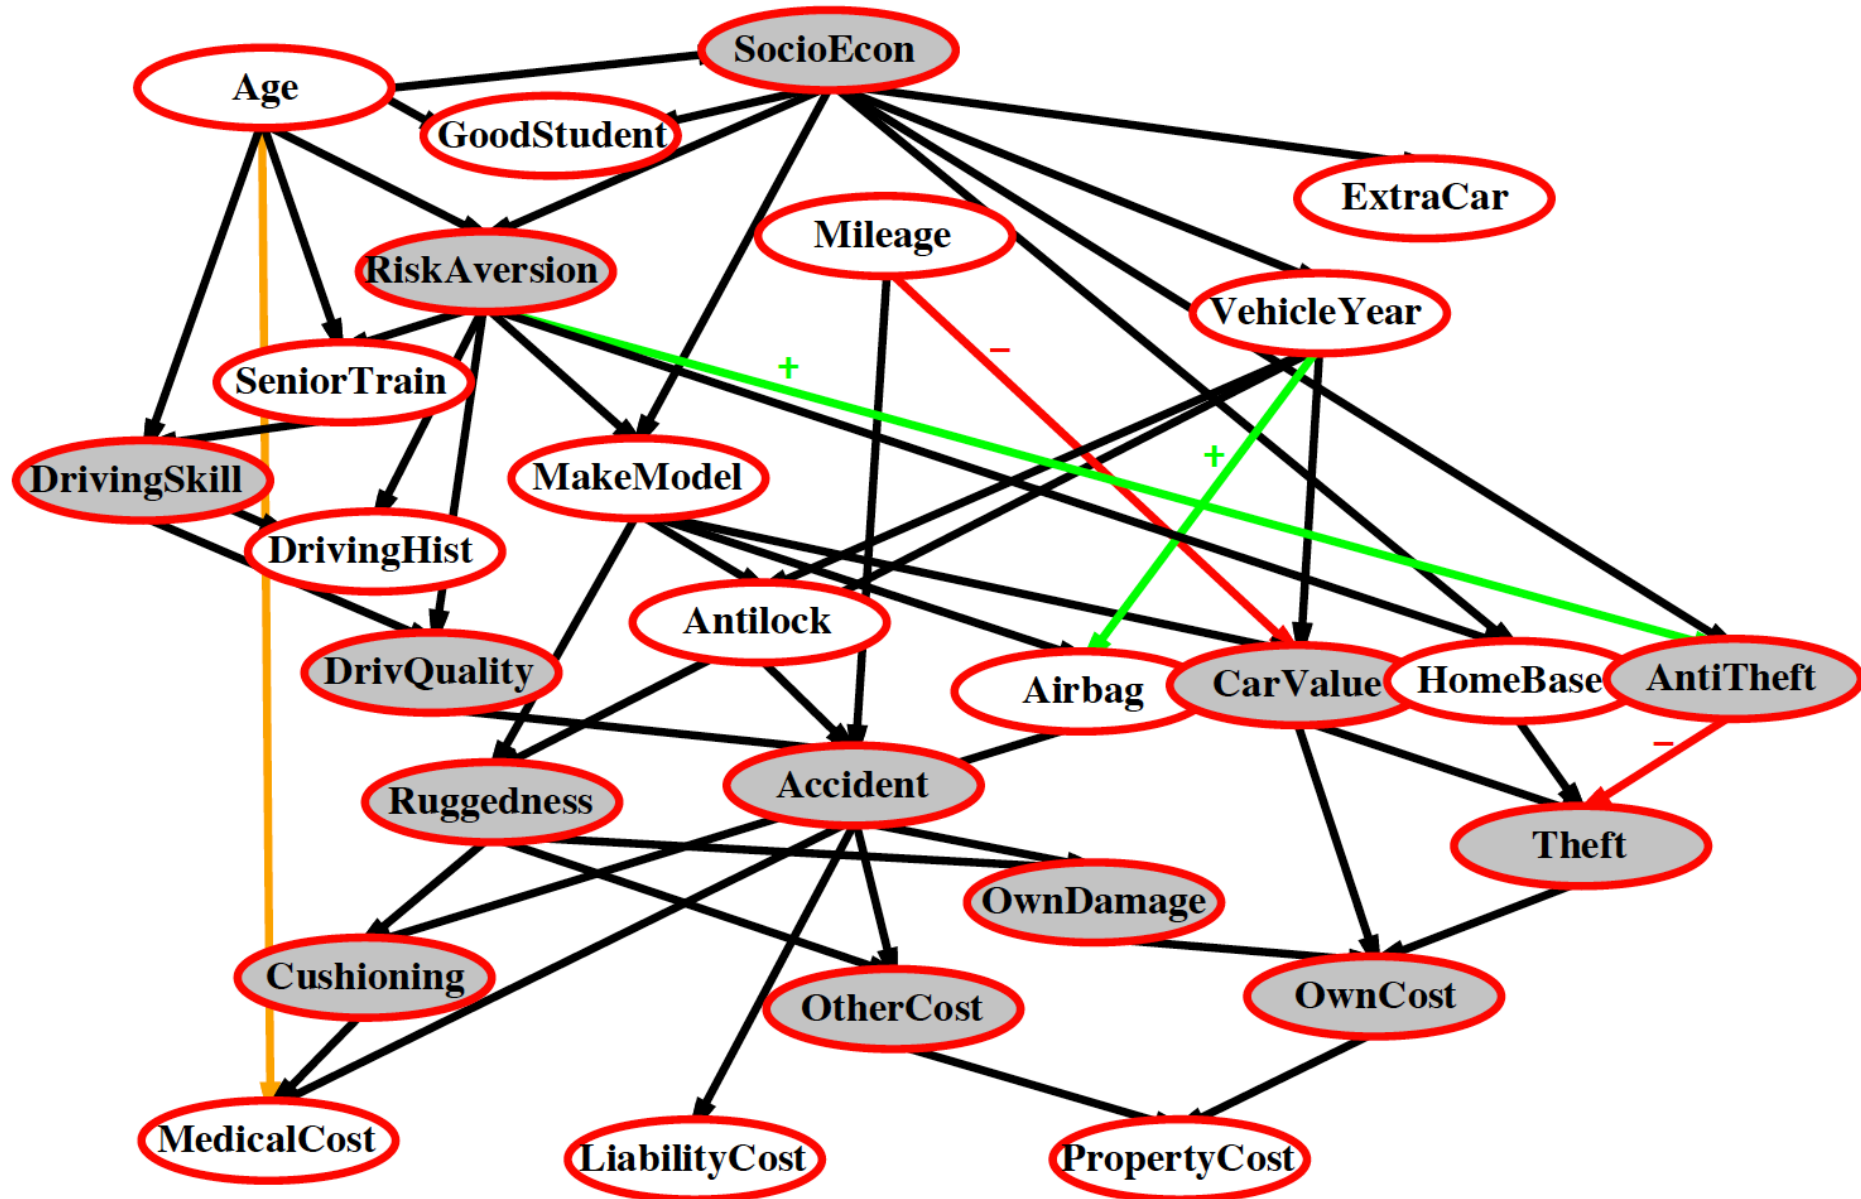 SocioEcon
Age
GoodStudent
ExtraCar
Mileage
RiskAversion
VehicleYear
−
+
SeniorTrain
+
DrivingSkill
MakeModel
DrivingHist
Antilock
DrivQuality
Airbag
CarValue
HomeBase
AntiTheft
−
Ruggedness
Accident
Theft
OwnDamage
Cushioning
OtherCost
OwnCost
MedicalCost
LiabilityCost
PropertyCost